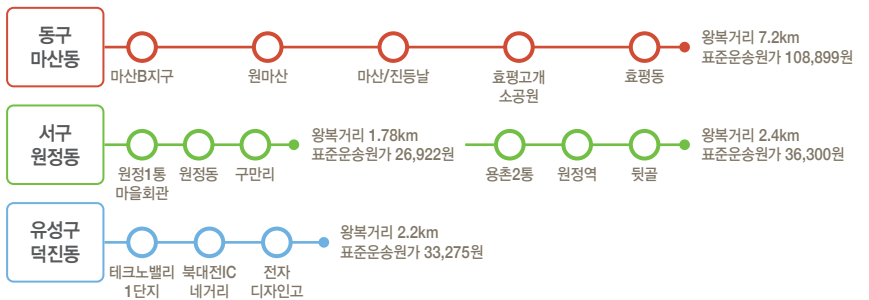 동구
마산동
마산B지구
원마산
마산/진등날
효평고개
소공원
효평동
왕복거리 7.2km
표준운송원가 108,899원
서구
원정동
원정1통
마을회관
원정동
구만리
왕복거리 1.78km
표준운송원가 26,922원
용촌2통
원정역
뒷골
왕복거리 2.4km
표준운송원가 36,300원
유성구
덕진동
테크노밸리
1단지
북대전IC
네거리
전자
디자인고
왕복거리 2.2km
표준운송원가 33,275원